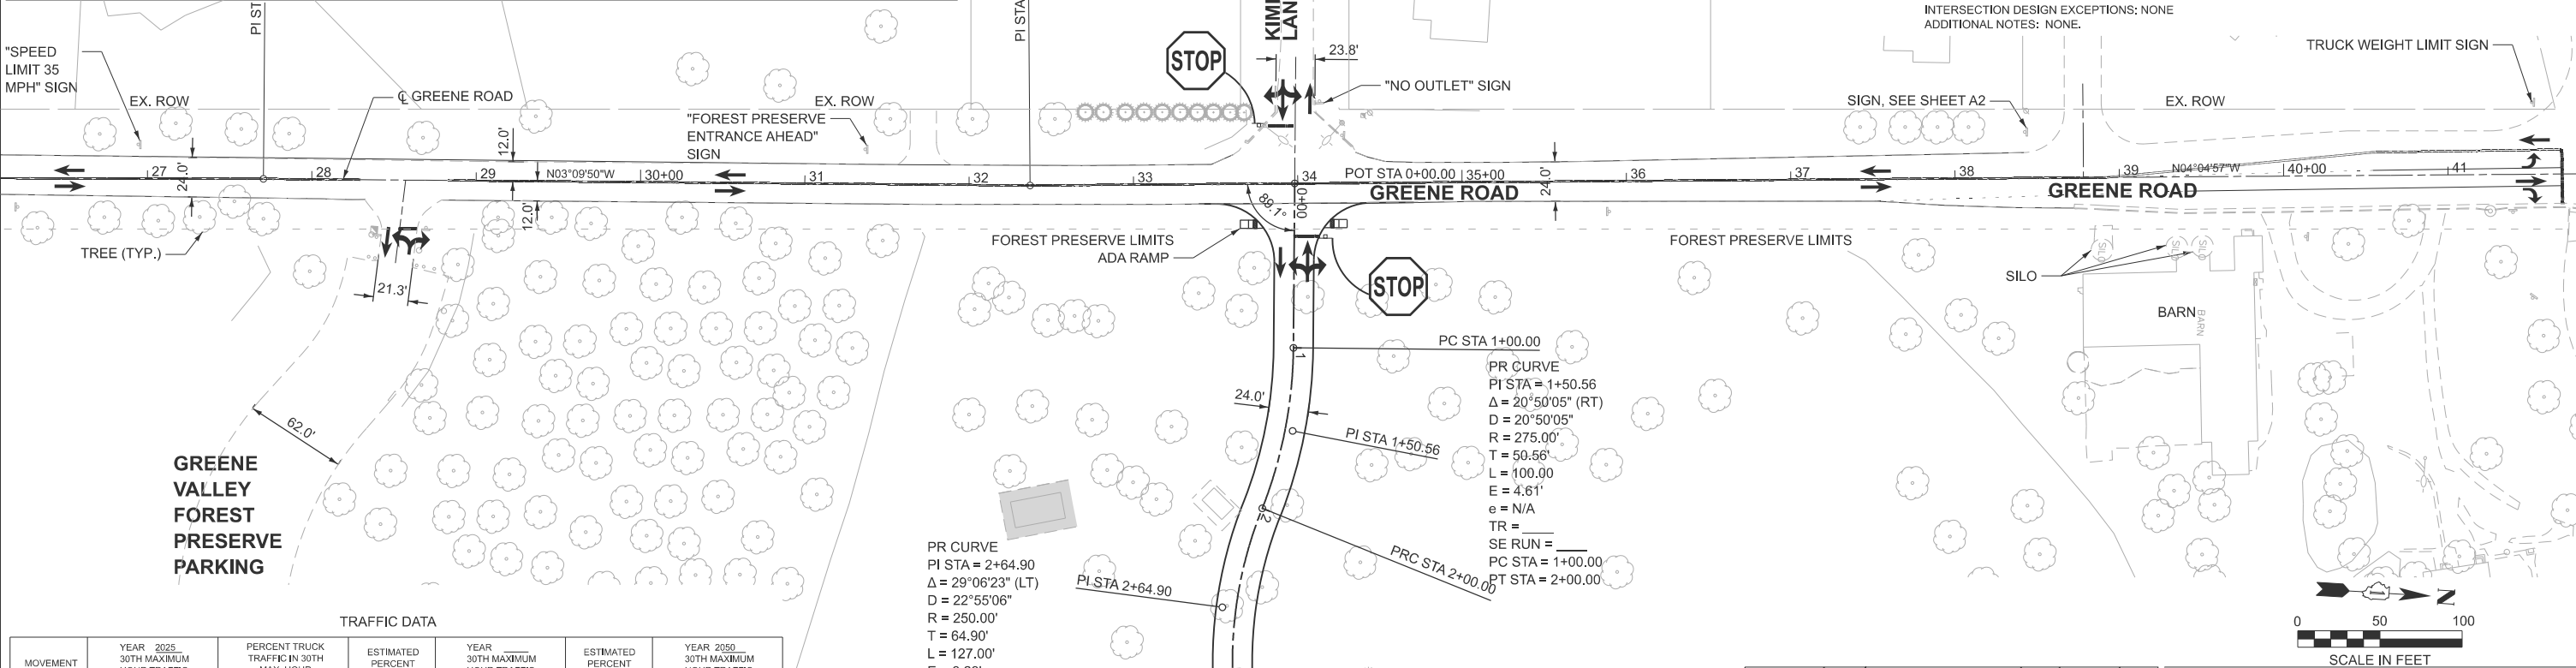 INTERSECTION DESIGN EXCEPTIONS: NONE
ADDITIONAL NOTES: NONE.
"SPEED
LIMIT 35
MPH" SIGN
PI ST
EX. ROW
℄ GREENE ROAD
12.0'
"FOREST PRESERVE
ENTRANCE AHEAD"
SIGN
EX. ROW
PI STA
STOP
LANE
23.8'
"NO OUTLET" SIGN
SIGN, SEE SHEET A2
EX. ROW
TRUCK WEIGHT LIMIT SIGN
27
24.0'
28
29
N03°09'50"W
30+00
31
32
33
34
POT STA 0+00.00
35+00
24.0'
36
37
38
39
N04°04'57"W
40+00
41
GREENE ROAD
GREENE ROAD
12.0'
89.1°
0+00
TREE (TYP.)
21.3'
FOREST PRESERVE LIMITS
ADA RAMP
STOP
FOREST PRESERVE LIMITS
SILO
SILO
SILO
SILO
BARN
BARN
62.0'
GREENE
VALLEY
FOREST
PRESERVE
PARKING
1
PC STA 1+00.00
24.0'
PI STA 1+50.56
PR CURVE
PI STA = 1+50.56
Δ = 20°50'05" (RT)
D = 20°50'05"
R = 275.00'
T = 50.56'
L = 100.00
E = 4.61'
e = N/A
TR = ____
SE RUN = ____
PC STA = 1+00.00
PT STA = 2+00.00
2
PRC STA 2+00.00
PI STA 2+64.90
PR CURVE
PI STA = 2+64.90
Δ = 29°06'23" (LT)
D = 22°55'06"
R = 250.00'
T = 64.90'
L = 127.00'
N
0 50 100
SCALE IN FEET
TRAFFIC DATA
MOVEMENT
YEAR 2025
30TH MAXIMUM
PERCENT TRUCK
TRAFFIC IN 30TH
ESTIMATED
PERCENT
YEAR ____
30TH MAXIMUM
ESTIMATED
PERCENT
YEAR 2050
30TH MAXIMUM